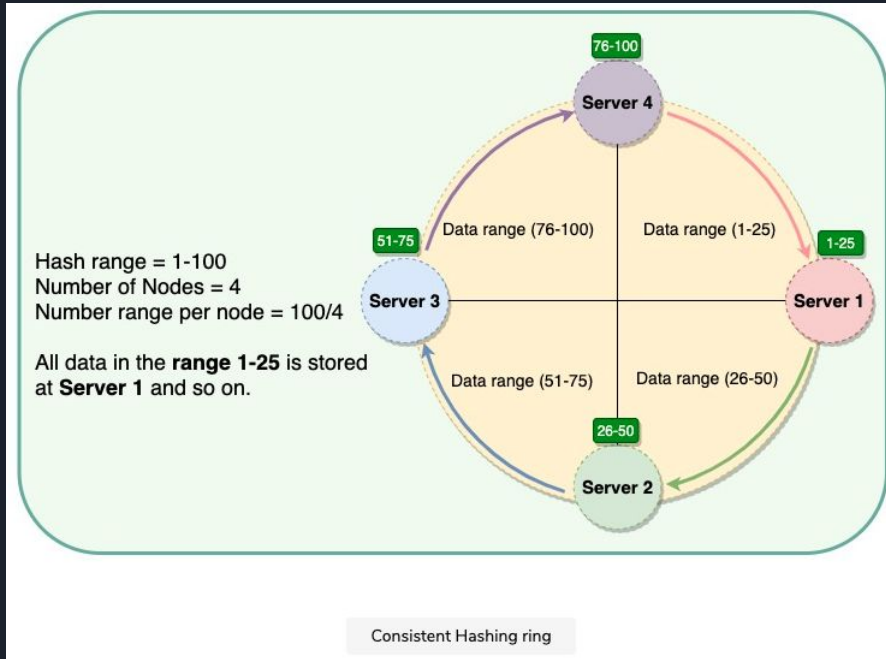 Hash range = 1-100
Number of Nodes = 4
Number range per node = 100/4
All data in the range 1-25 is stored
at Server 1 and so on.
76-100
Server 4
Data range (76-100)
Data range (1-25)
51-75
1-25
Server 3
Server 1
Data range (51-75)
Data range (26-50)
26-50
Server 2
Consistent Hashing ring